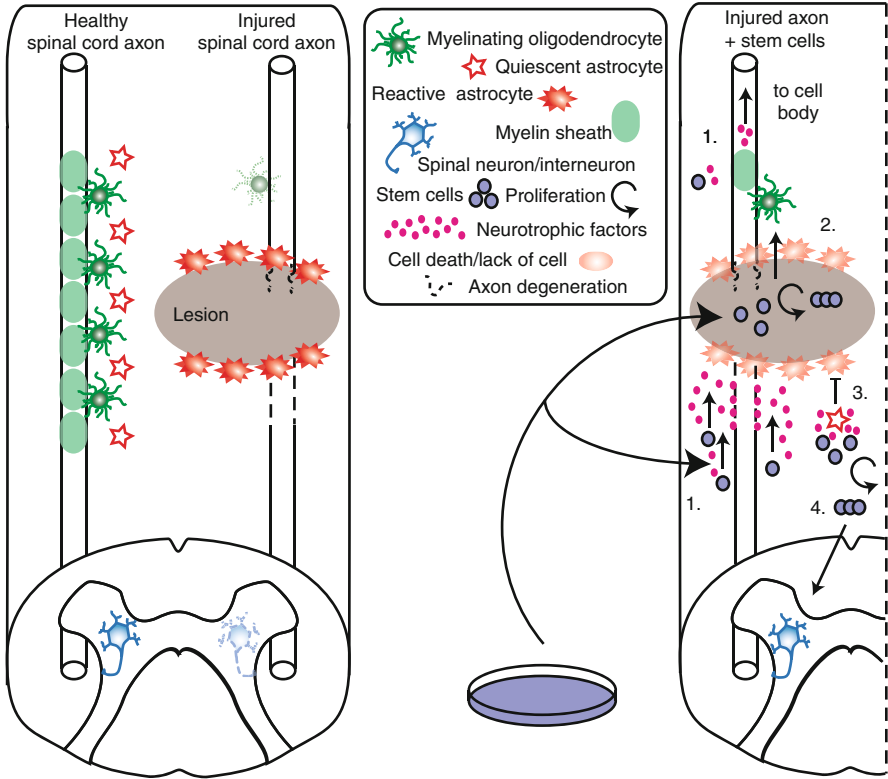 Healthy
spinal cord axon
Injured
spinal cord axon
Lesion
Myelinating oligodendrocyte
Quiescent astrocyte
Reactive astrocyte
Myelin sheath
Spinal neuron/interneuron
Stem cells Proliferation
Neurotrophic factors
Cell death/lack of cell
Axon degeneration
Injured axon
+ stem cells
to cell
body
1.
2.
3.
1.
4.